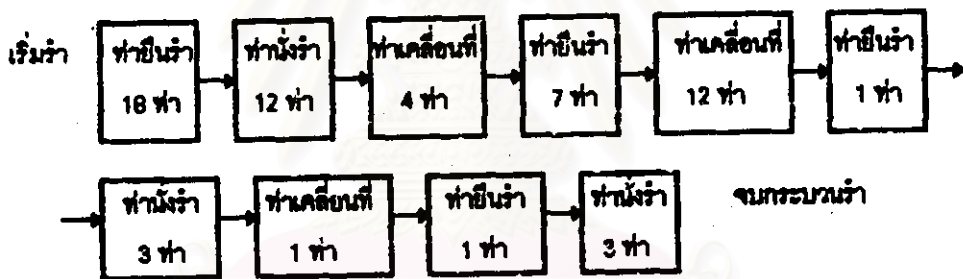 เริ่มรำ ท่ายืนรำ ท่านั่งรำ ท่าเคลื่อนที่ ท่ายืนรำ ท่าเคลื่อนที่ ท่ายืนรำ
18 ท่า 12 ท่า 4 ท่า 7 ท่า 12 ท่า 1 ท่า
ท่านั่งรำ ท่าเคลื่อนที่ ท่ายืนรำ ท่านั่งรำ จบกระบวนรำ
3 ท่า 1 ท่า 1 ท่า 3 ท่า